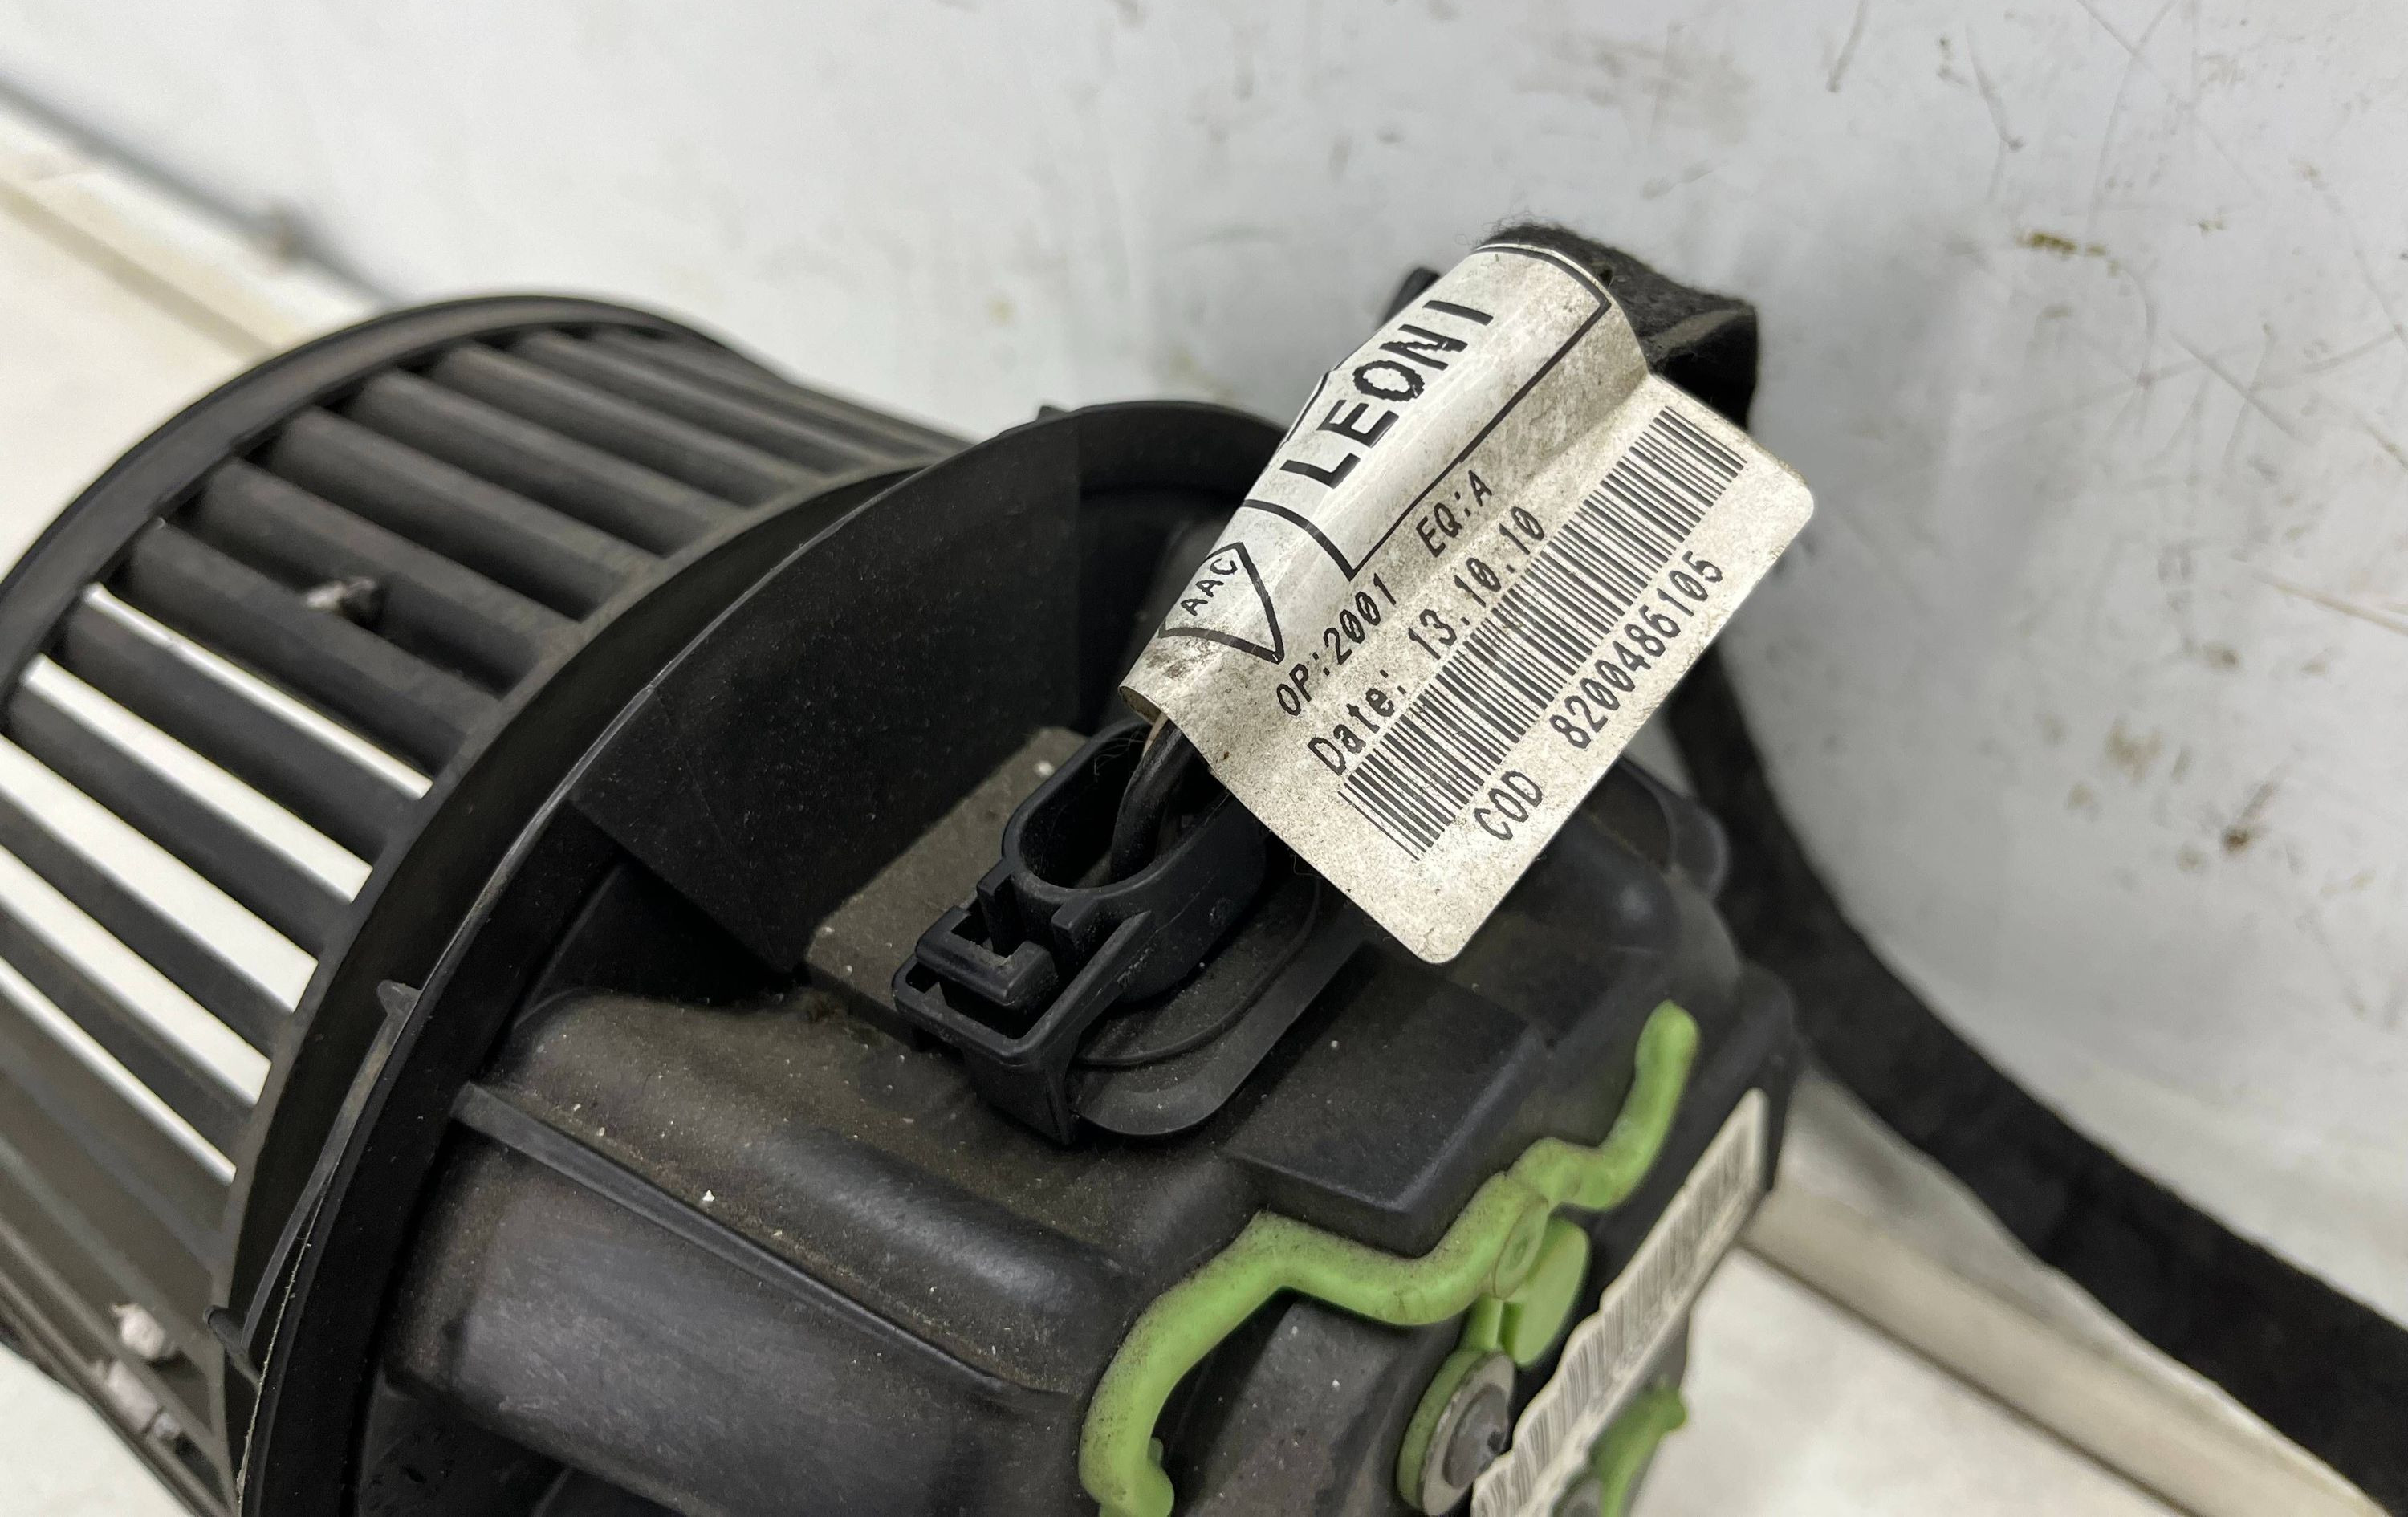 LEONI
AAC
OP:2001 EQ:A
Date: 13.10.10
COD 8200486105